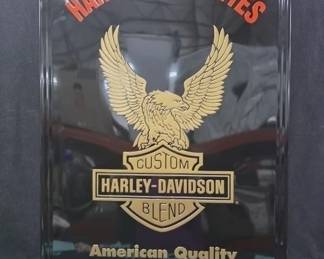 CUSTOM
HARLEY-DAVIDSON
BLEND
American Quality